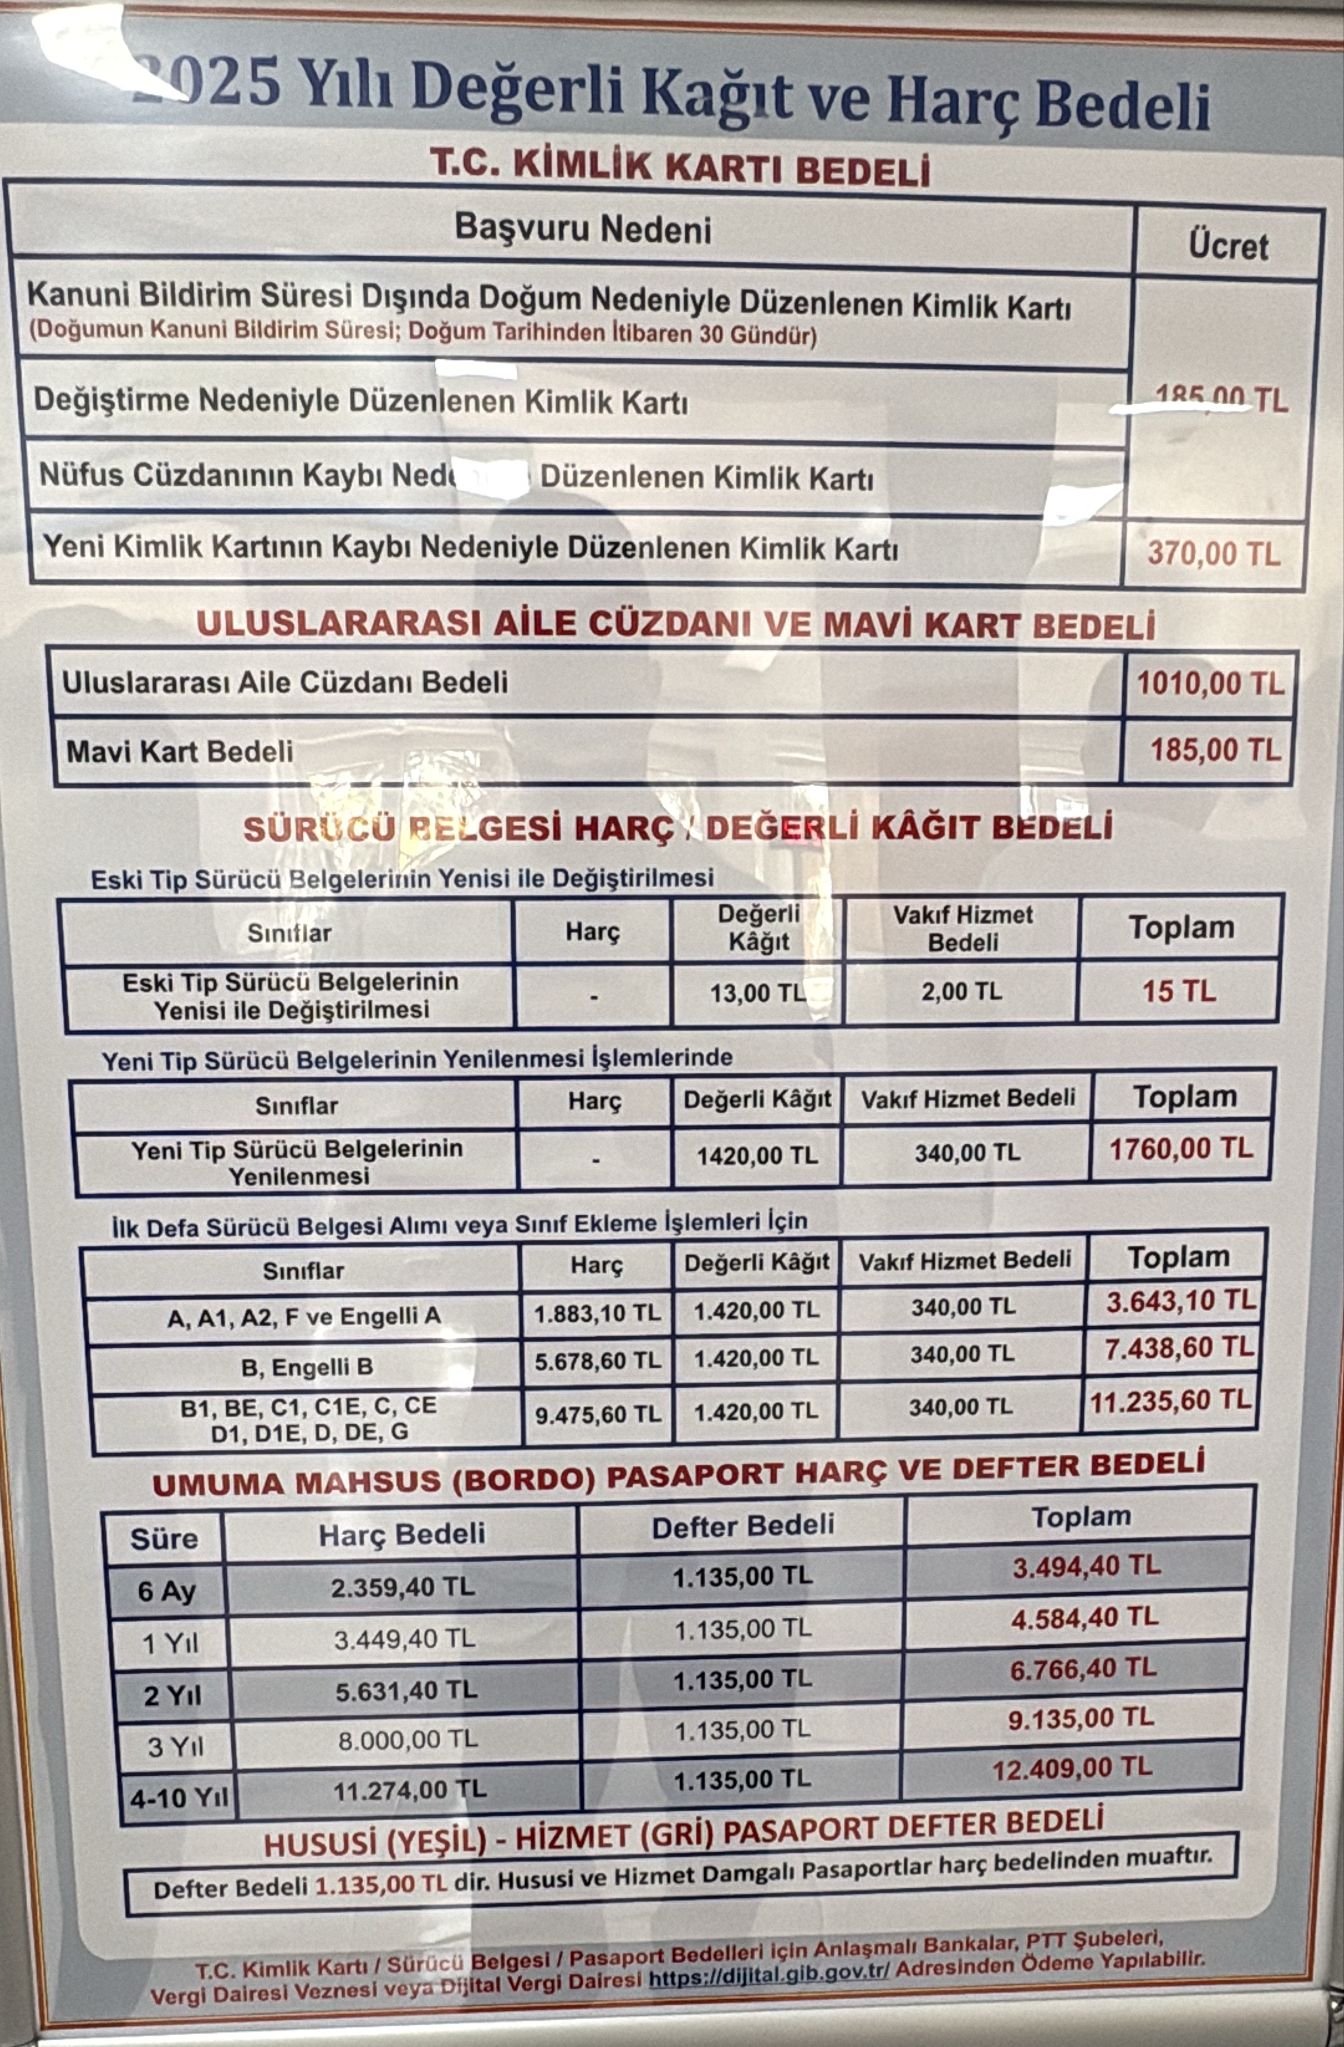 2025 Yılı Değerli Kağıt ve Harç Bedeli
T.C. KİMLİK KARTI BEDELİ
Başvuru Nedeni Ücret
Kanuni Bildirim Süresi Dışında Doğum Nedeniyle Düzenlenen Kimlik Kartı
(Doğumun Kanuni Bildirim Süresi; Doğum Tarihinden İtibaren 30 Gündür)
Değiştirme Nedeniyle Düzenlenen Kimlik Kartı 185,00 TL
Nüfus Cüzdanının Kaybı Düzenlenen Kimlik Kartı
Yeni Kimlik Kartının Kaybı Nedeniyle Düzenlenen Kimlik Kartı 370,00 TL
ULUSLARARASI AİLE CÜZDANI VE MAVİ KART BEDELİ
Uluslararası Aile Cüzdanı Bedeli 1010,00 TL
Mavi Kart Bedeli 185,00 TL
SÜRÜCÜ BELGESİ HARÇ / DEĞERLİ KÂĞIT BEDELİ
Eski Tip Sürücü Belgelerinin Yenisi ile Değiştirilmesi
Sınıflar Harç Değerli Kâğıt Vakıf Hizmet Bedeli Toplam
Eski Tip Sürücü Belgelerinin
Yenisi ile Değiştirilmesi - 13,00 TL 2,00 TL 15 TL
Yeni Tip Sürücü Belgelerinin Yenilenmesi İşlemlerinde
Sınıflar Harç Değerli Kâğıt Vakıf Hizmet Bedeli Toplam
Yeni Tip Sürücü Belgelerinin
Yenilenmesi - 1420,00 TL 340,00 TL 1760,00 TL
İlk Defa Sürücü Belgesi Alımı veya Sınıf Ekleme İşlemleri İçin
Sınıflar Harç Değerli Kâğıt Vakıf Hizmet Bedeli Toplam
A, A1, A2, F ve Engelli A 1.883,10 TL 1.420,00 TL 340,00 TL 3.643,10 TL
B, Engelli B 5.678,60 TL 1.420,00 TL 340,00 TL 7.438,60 TL
B1, BE, C1, C1E, C, CE
D1, D1E, D, DE, G 9.475,60 TL 1.420,00 TL 340,00 TL 11.235,60 TL
UMUMA MAHSUS (BORDO) PASAPORT HARÇ VE DEFTER BEDELİ
Süre Harç Bedeli Defter Bedeli Toplam
6 Ay 2.359,40 TL 1.135,00 TL 3.494,40 TL
1 Yıl 3.449,40 TL 1.135,00 TL 4.584,40 TL
2 Yıl 5.631,40 TL 1.135,00 TL 6.766,40 TL
3 Yıl 8.000,00 TL 1.135,00 TL 9.135,00 TL
4-10 Yıl 11.274,00 TL 1.135,00 TL 12.409,00 TL
HUSUSİ (YEŞİL) - HİZMET (GRİ) PASAPORT DEFTER BEDELİ
Defter Bedeli 1.135,00 TL dir. Hususi ve Hizmet Damgalı Pasaportlar harç bedelinden muaftır.
T.C. Kimlik Kartı / Sürücü Belgesi / Pasaport Bedelleri için Anlaşmalı Bankalar, PTT Şubeleri,
Vergi Dairesi Veznesi veya Dijital Vergi Dairesi https://dijital.gib.gov.tr/ Adresinden Ödeme Yapılabilir.